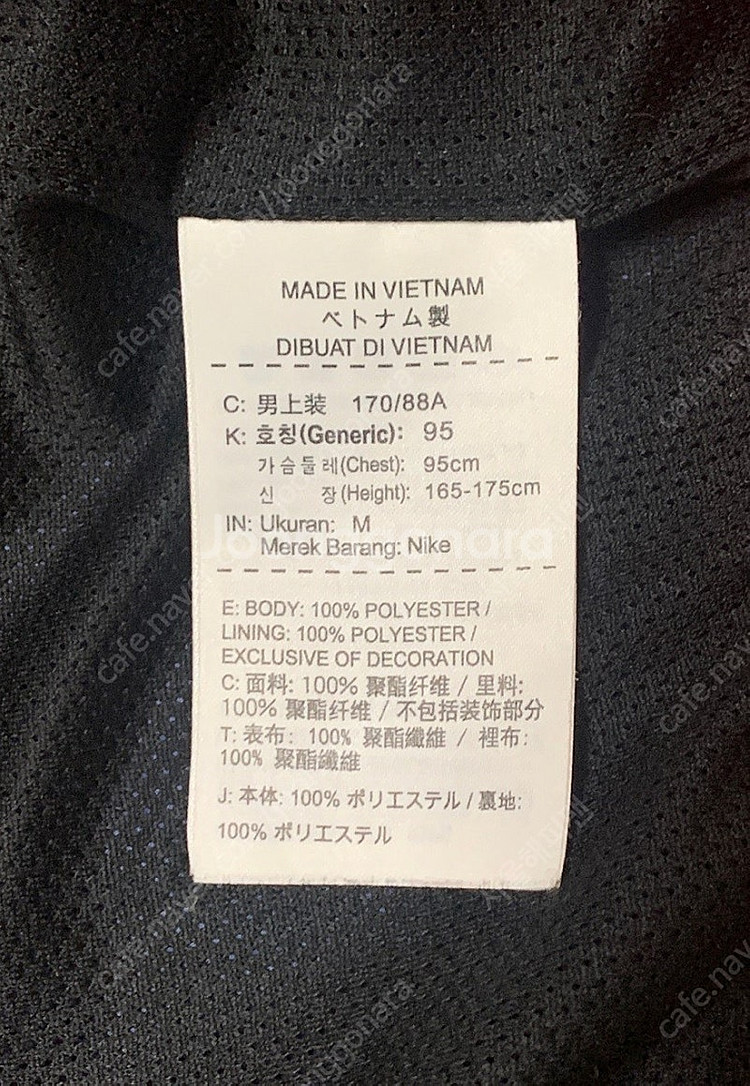 MADE IN VIETNAM
ベトナム製
DIBUAT DI VIETNAM
C: 男上装 170/88A
K: 호칭(Generic): 95
가슴둘레(Chest): 95cm
신 장(Height): 165-175cm
IN: Ukuran: M
Merek Barang: Nike
Joonggonara
E: BODY: 100% POLYESTER /
LINING: 100% POLYESTER /
EXCLUSIVE OF DECORATION
C: 面料: 100% 聚酯纤维 / 里料:
100% 聚酯纤维 / 不包括装饰部分
T: 表布: 100% 聚酯纖維 / 裡布:
100% 聚酯纖維
J: 本体: 100% ポリエステル / 裏地:
100% ポリエステル
cafe.naver.com/joonggonara